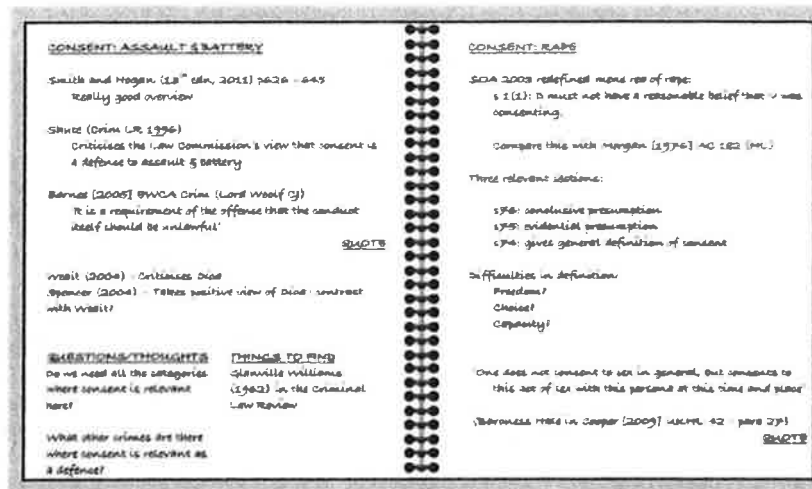 CONSENT: ASSAULT & BATTERY
Smith and Hogan (13th edn, 2011) p626 - 645
Really good overview
Shute (Crim LR 1996)
Criticises the Law Commission's view that consent is
a defense to assault & battery
Barnes [2005] EWCA Crim (Lord Woolf CJ)
'It is a requirement of the offense that the conduct
itself should be unlawful'
QUOTE
Wait (2004) - Criticises Dica
Spencer (2004) - Takes positive view of Dica - contrast
with Wait?
QUESTIONS/THOUGHTS
Do we need all the categories
where consent is relevant
here?
What other crimes are there
where consent is relevant as
a defence?
THINGS TO FIND
Glanville Williams
(1962) in the Criminal
Law Review
CONSENT: RAPE
SOA 2003 redefined mens rea of rape:
s 1(1): D must not have a reasonable belief that V was
consenting.
Compare this with Morgan [1976] AC 182 (HL)
Three relevant sections:
s76: conclusive presumption
s75: evidential presumption
s74: gives general definition of consent
Difficulties in definition
Freedom?
Choice?
Capacity?
'One does not consent to sex in general, but consents to
this act of sex with this persona at this time and place'
(Baroness Hale in Cooper [2009] UKHL 42 - para 27)
QUOTE